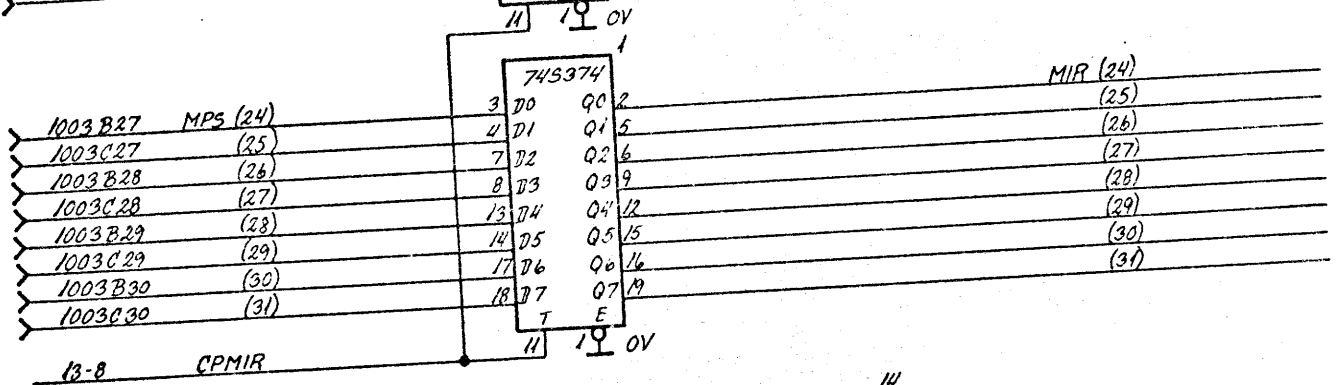 11 1 0V
1
74S374
MIR (24)
3 D0 Q0 2
(25)
1003B27 MPS (24)
4 D1 Q1 5
(26)
1003C27 (25)
7 D2 Q2 6
(27)
1003B28 (26)
8 D3 Q3 9
(28)
1003C28 (27)
13 D4 Q4 12
(29)
1003B29 (28)
14 D5 Q5 15
(30)
1003C29 (29)
17 D6 Q6 16
(31)
1003B30 (30)
18 D7 Q7 19
1003C30 (31)
T E
11 1 0V
13-8 CPMIR
14